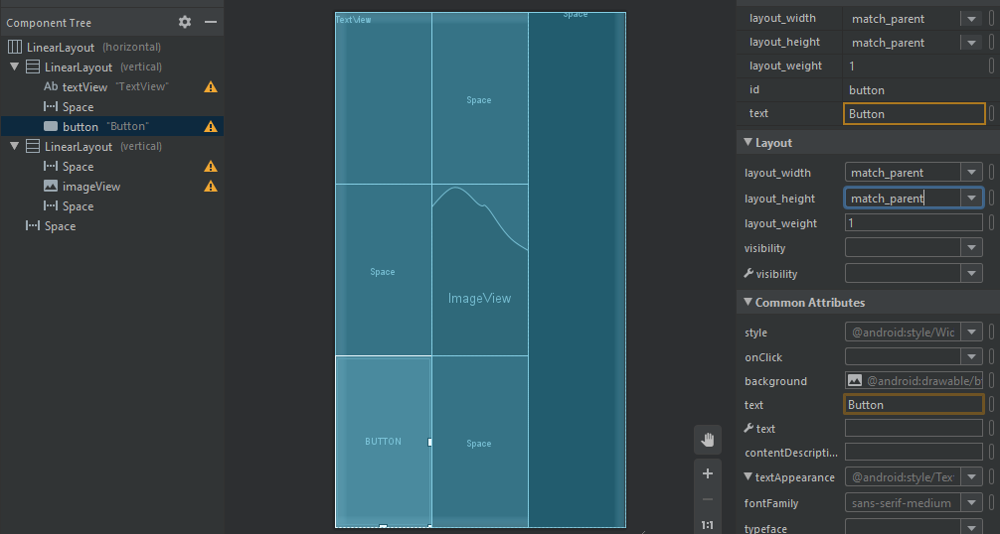 Component Tree
LinearLayout (horizontal)
LinearLayout (vertical)
Ab textView "TextView"
Space
button "Button"
LinearLayout (vertical)
Space
imageView
Space
Space
TextView
Space
Space
Space
ImageView
BUTTON
Space
1:1
layout_width match_parent
layout_height match_parent
layout_weight 1
id button
text Button
Layout
layout_width match_parent
layout_height match_parent
layout_weight 1
visibility
visibility
Common Attributes
style @android:style/Wic
onClick
background @android:drawable/b
text Button
text
contentDescripti...
textAppearance @android:style/Tex
fontFamily sans-serif-medium
typeface